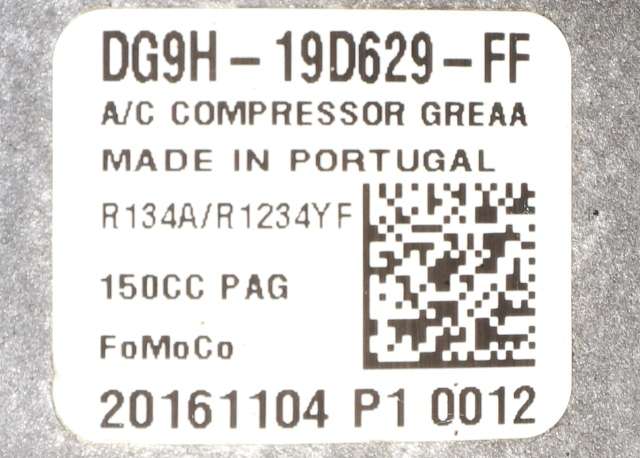 DG9H-19D629-FF
A/C COMPRESSOR GREAA
MADE IN PORTUGAL
R134A/R1234YF
150CC PAG
FoMoCo
20161104 P1 0012